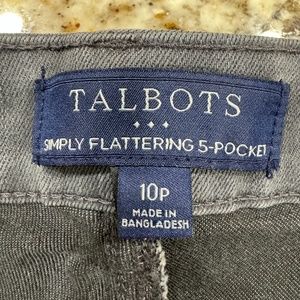 TALBOTS
SIMPLY FLATTERING 5-POCKET
10P
MADE IN
BANGLADESH